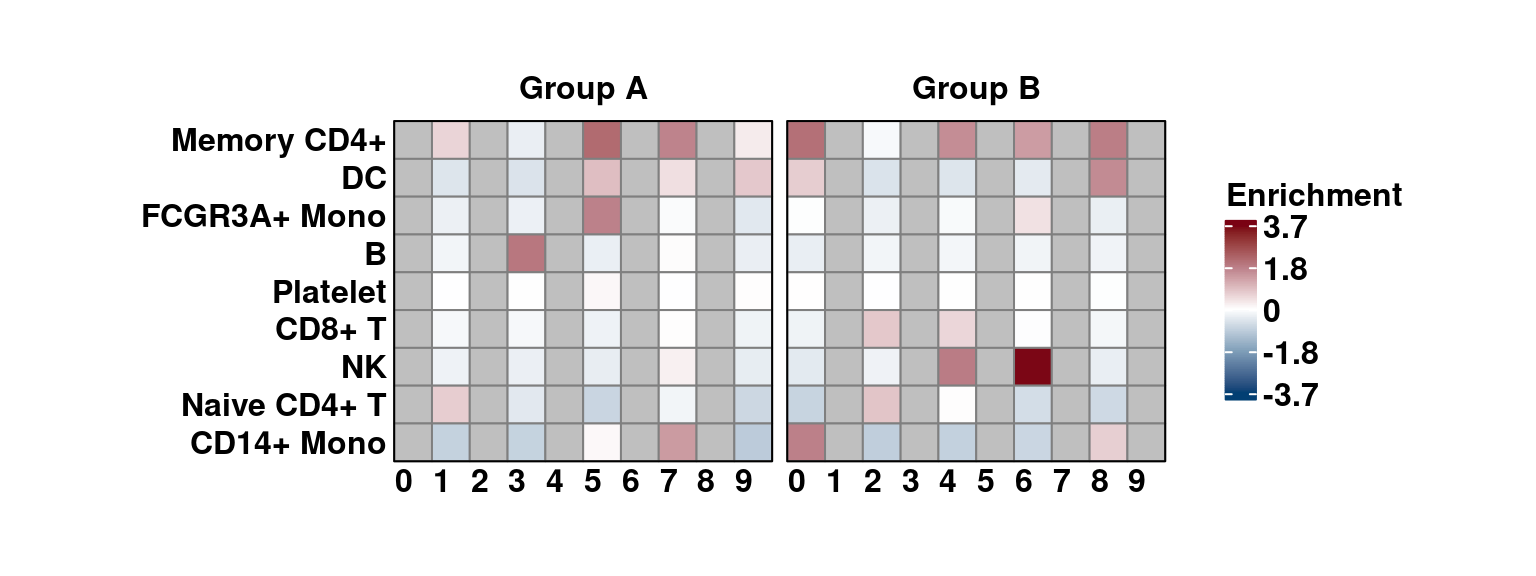 Group A Group B
Memory CD4+
DC
FCGR3A+ Mono
B
Platelet
CD8+ T
NK
Naive CD4+ T
CD14+ Mono
0 1 2 3 4 5 6 7 8 9 0 1 2 3 4 5 6 7 8 9
Enrichment
3.7
1.8
0
-1.8
-3.7